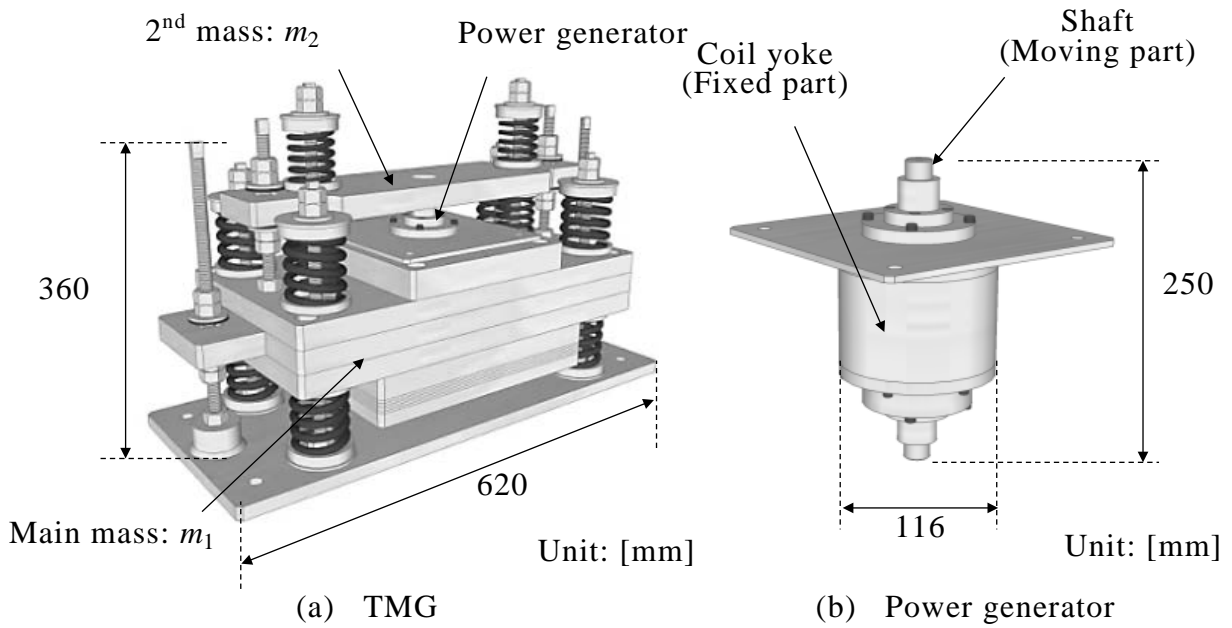 2nd mass: m2
Power generator
360
620
Main mass: m1
Unit: [mm]
(a) TMG
Shaft
(Moving part)
Coil yoke
(Fixed part)
250
116
Unit: [mm]
(b) Power generator